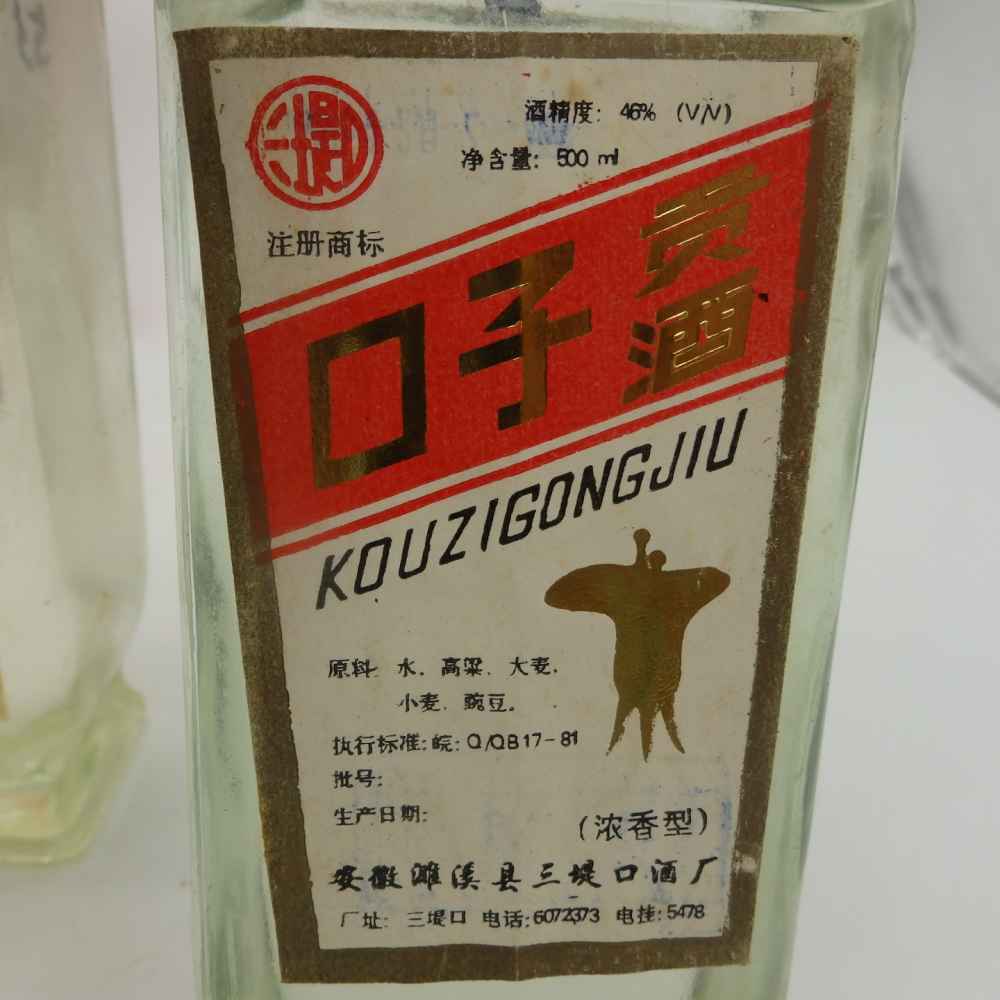 酒精度：46% (V/V)
净含量：500 ml
注册商标
口子贡酒
KOUZIGONGJIU
原料：水、高粱、大麦、
小麦、豌豆。
执行标准：皖：Q/QB17-81
批号：
生产日期：
（浓香型）
安徽濉溪县三堤口酒厂
厂址：三堤口 电话：6072373 电挂：5478